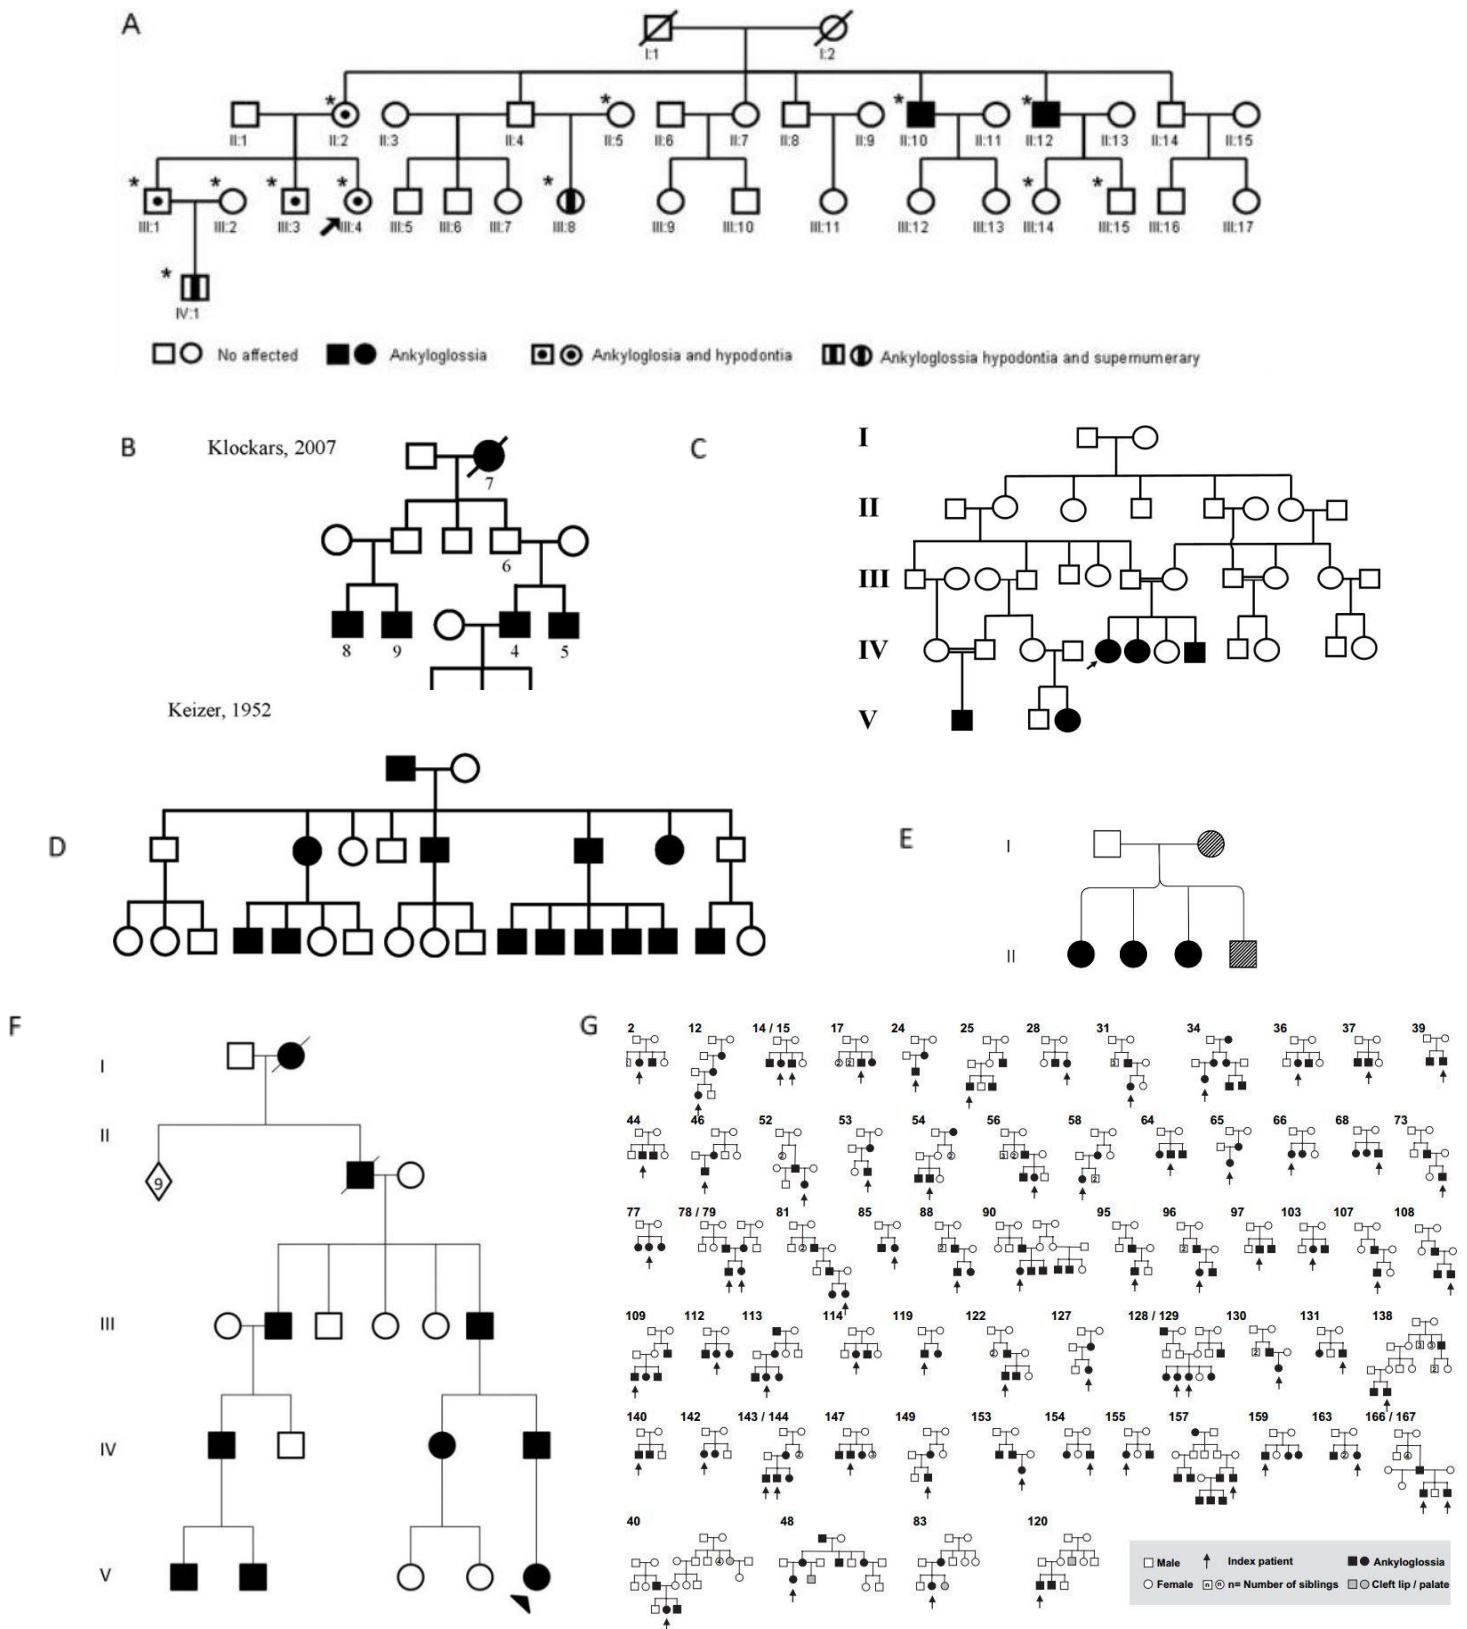 A
I:1 I:2
* * * *
II:1 II:2 II:3 II:4 II:5 II:6 II:7 II:8 II:9 II:10 II:11 II:12 II:13 II:14 II:15
* * * * * * *
III:1 III:2 III:3 III:4 III:5 III:6 III:7 III:8 III:9 III:10 III:11 III:12 III:13 III:14 III:15 III:16 III:17
*
IV:1
No affected Ankyloglossia Ankyloglosia and hypodontia Ankyloglossia hypodontia and supernumerary
B Klockars, 2007
7
6
8 9 4 5
C
I
II
III
IV
V
Keizer, 1952
D
E
I
II
F
I
II
9
III
IV
V
G
2 12 14 / 15 17 24 25 28 31 34 36 37 39
44 46 52 53 54 56 58 64 65 66 68 73
77 78 / 79 81 85 88 90 95 96 97 103 107 108
109 112 113 114 119 122 127 128 / 129 130 131 138
140 142 143 / 144 147 149 153 154 155 157 159 163 166 / 167
40 48 83 120
Male Index patient Ankyloglossia
Female n n n= Number of siblings Cleft lip / palate